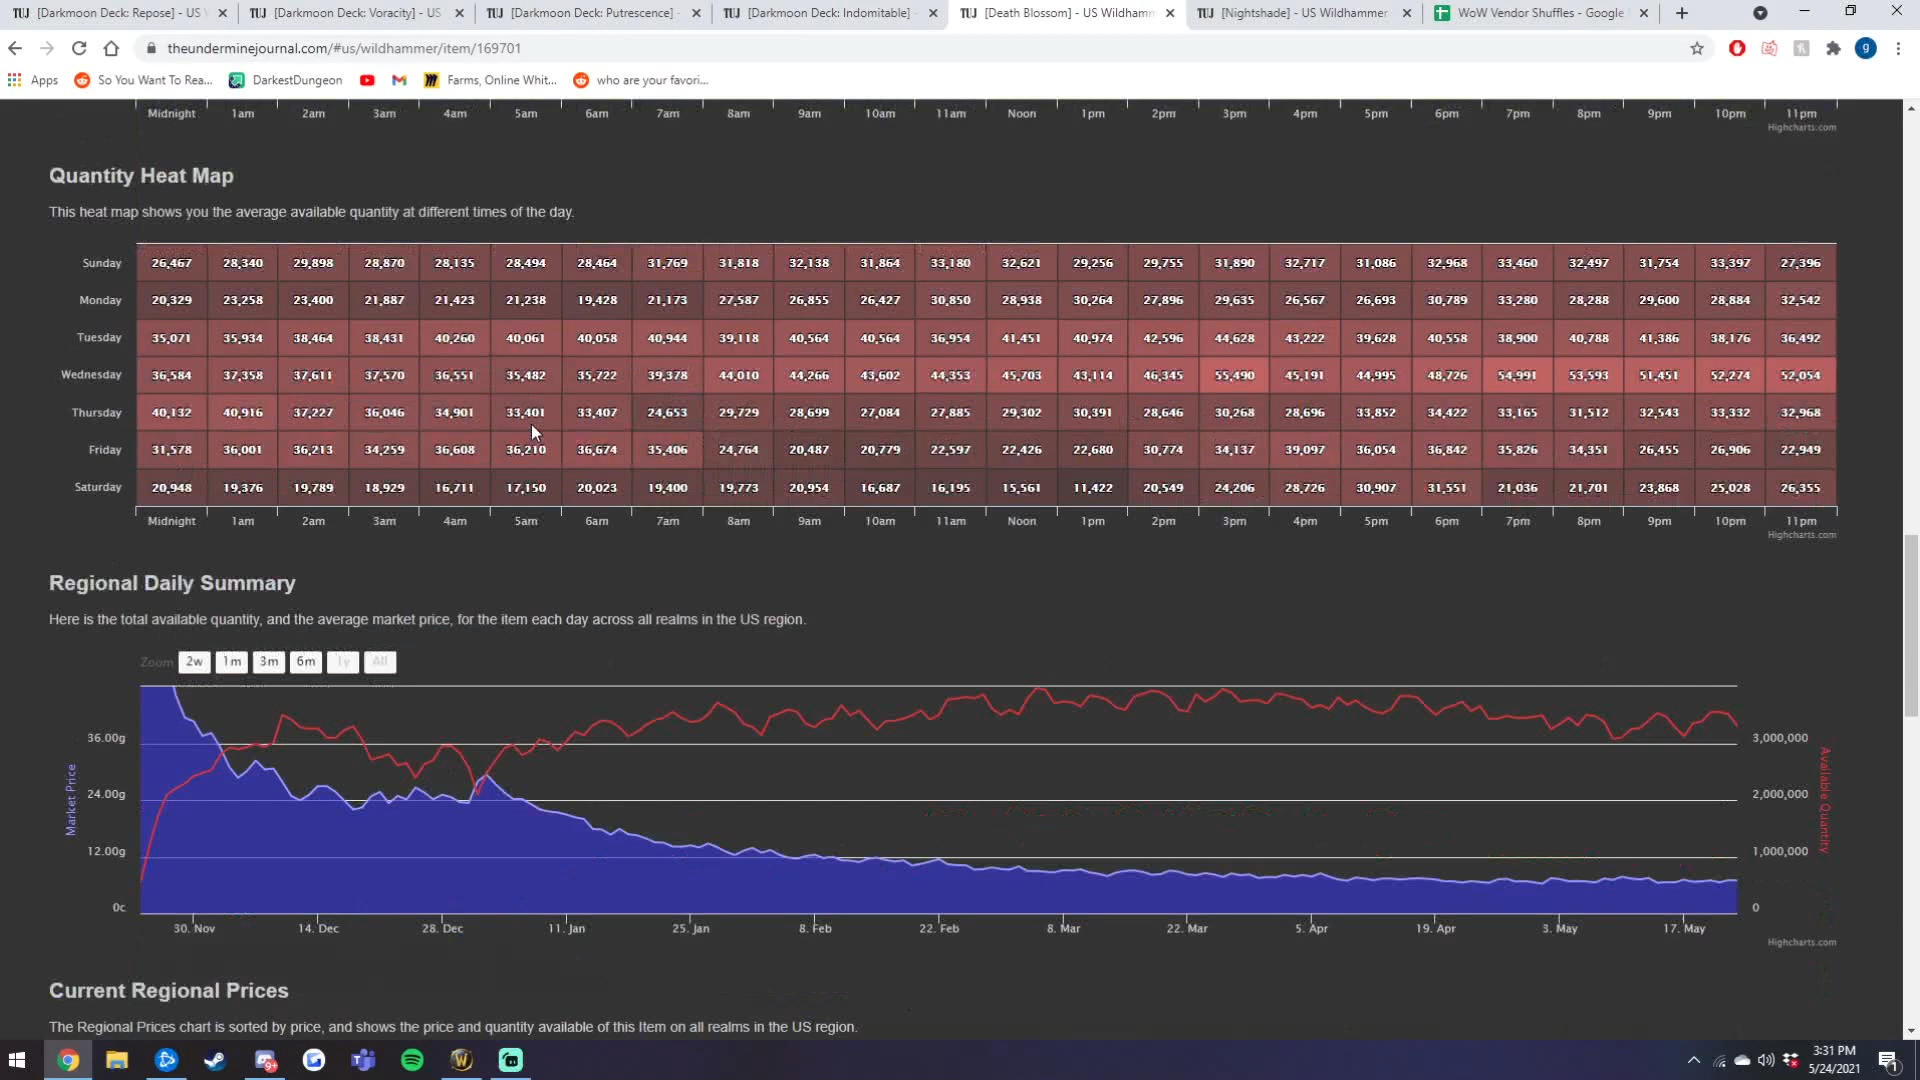 [Darkmoon Deck: Repose] - US
[Darkmoon Deck: Voracity] - US
[Darkmoon Deck: Putrescence] -
[Darkmoon Deck: Indomitable] -
[Death Blossom] - US Wildhamm
[Nightshade] - US Wildhammer
WoW Vendor Shuffles - Google
theunderminejournal.com/#us/wildhammer/item/169701
g
Apps
So You Want To Rea...
DarkestDungeon
Farms, Online Whit...
who are your favori...
Midnight 1am 2am 3am 4am 5am 6am 7am 8am 9am 10am 11am Noon 1pm 2pm 3pm 4pm 5pm 6pm 7pm 8pm 9pm 10pm 11pm
Highcharts.com
Quantity Heat Map
This heat map shows you the average available quantity at different times of the day.
Sunday 26,467 28,340 29,898 28,870 28,135 28,494 28,464 31,769 31,818 32,138 31,864 33,180 32,621 29,256 29,755 31,890 32,717 31,086 32,968 33,460 32,497 31,754 33,397 27,396
Monday 20,329 23,258 23,400 21,887 21,423 21,238 19,428 21,173 27,587 26,855 26,427 30,850 28,938 30,264 27,896 29,635 26,567 26,693 30,789 33,280 28,288 29,600 28,884 32,542
Tuesday 35,071 35,934 38,464 38,431 40,260 40,061 40,058 40,944 39,118 40,564 40,564 36,954 41,451 40,974 42,596 44,628 43,222 39,628 40,558 38,900 40,788 41,386 38,176 36,492
Wednesday 36,584 37,358 37,611 37,570 36,551 35,482 35,722 39,378 44,010 44,266 43,602 44,353 45,703 43,114 46,345 55,490 45,191 44,995 48,726 54,991 53,593 51,451 52,274 52,054
Thursday 40,132 40,916 37,227 36,046 34,901 33,401 33,407 24,653 29,729 28,699 27,084 27,885 29,302 30,391 28,646 30,268 28,696 33,852 34,422 33,165 31,512 32,543 33,332 32,968
Friday 31,578 36,001 36,213 34,259 36,608 36,210 36,674 35,406 24,764 20,487 20,779 22,597 22,426 22,680 30,774 34,137 39,097 36,054 36,842 35,826 34,351 26,455 26,906 22,949
Saturday 20,948 19,376 19,789 18,929 16,711 17,150 20,023 19,400 19,773 20,954 16,687 16,195 15,561 11,422 20,549 24,206 28,726 30,907 31,551 21,036 21,701 23,868 25,028 26,355
Midnight 1am 2am 3am 4am 5am 6am 7am 8am 9am 10am 11am Noon 1pm 2pm 3pm 4pm 5pm 6pm 7pm 8pm 9pm 10pm 11pm
Highcharts.com
Regional Daily Summary
Here is the total available quantity, and the average market price, for the item each day across all realms in the US region.
Zoom 2w 1m 3m 6m 1y All
36.00g 3,000,000
24.00g 2,000,000
12.00g 1,000,000
0c 0
Market Price
Available Quantity
30. Nov 14. Dec 28. Dec 11. Jan 25. Jan 8. Feb 22. Feb 8. Mar 22. Mar 5. Apr 19. Apr 3. May 17. May
Highcharts.com
Current Regional Prices
The Regional Prices chart is sorted by price, and shows the price and quantity available of this Item on all realms in the US region.
9+
3:31 PM
5/24/2021
1